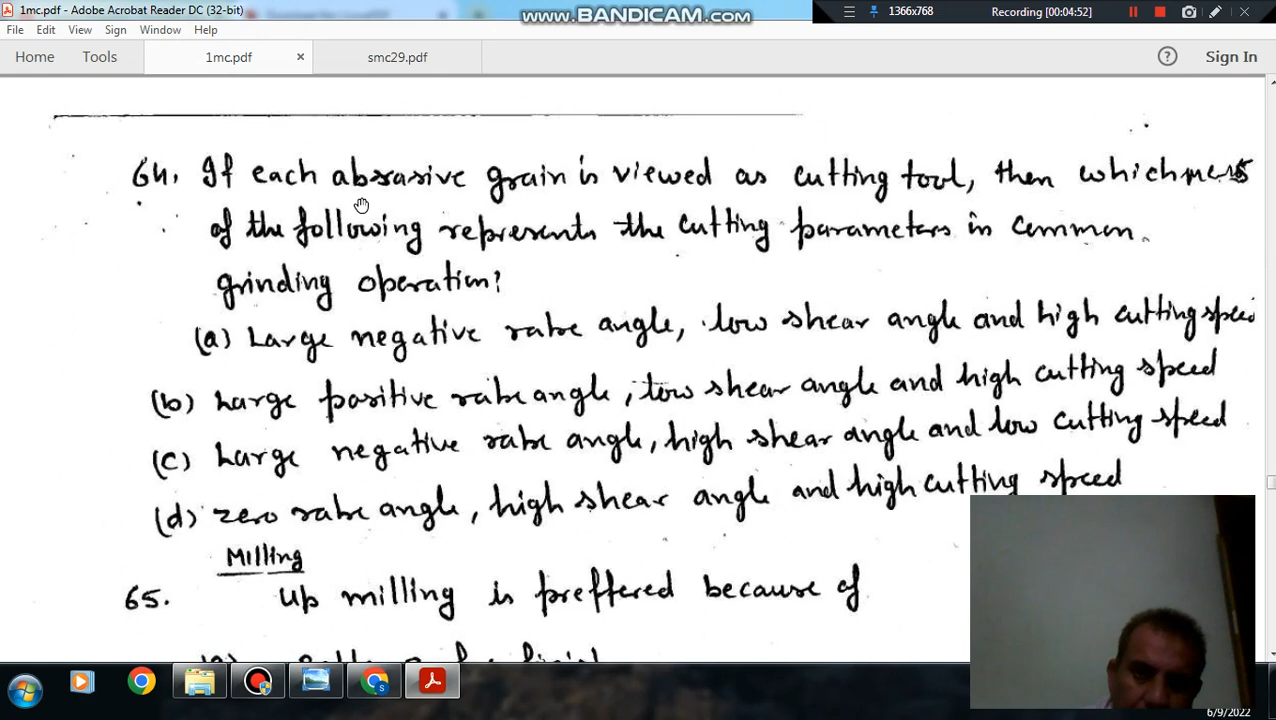 1mc.pdf - Adobe Acrobat Reader DC (32-bit)
www.BANDICAM.com
1366x768
Recording [00:04:52]
File Edit View Sign Window Help
Home Tools 1mc.pdf × smc29.pdf
Sign In
64. If each abrasive grain is viewed as cutting tool, then which
of the following represents the cutting parameters in common
grinding operation?
(a) Large negative rake angle, low shear angle and high cutting speed
(b) Large positive rake angle, low shear angle and high cutting speed
(c) Large negative rake angle, high shear angle and low cutting speed
(d) zero rake angle, high shear angle and high cutting speed
Milling
65. Up milling is preffered because of
6/9/2022